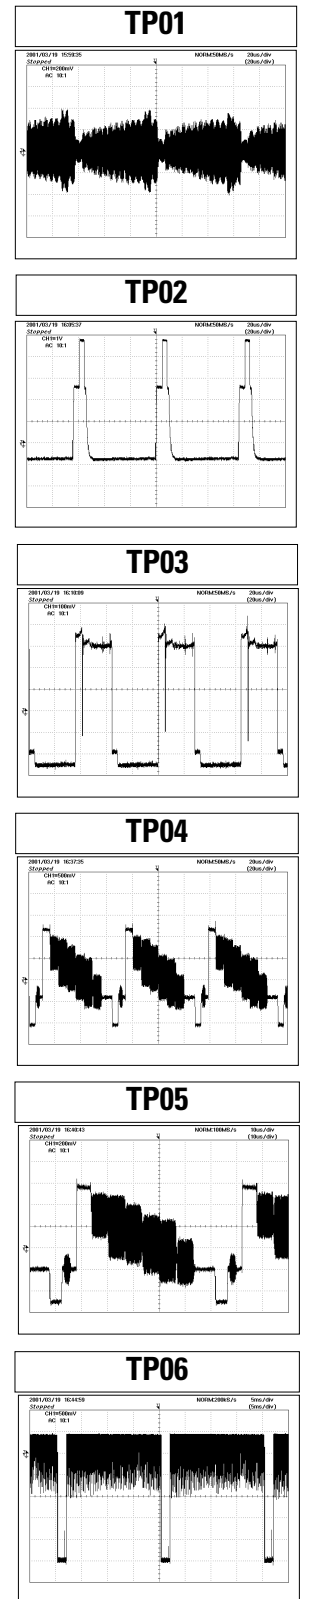 TP01
2001/03/19 15:59:35 NORM:50MS/s 20us/div
Stopped (20us/div)
CH1=200mV
AC 10:1
TP02
2001/03/19 16:05:37 NORM:50MS/s 20us/div
Stopped (20us/div)
CH1=1V
AC 10:1
TP03
2001/03/19 16:10:09 NORM:50MS/s 20us/div
Stopped (20us/div)
CH1=100mV
AC 10:1
TP04
2001/03/19 16:37:35 NORM:50MS/s 20us/div
Stopped (20us/div)
CH1=500mV
AC 10:1
TP05
2001/03/19 16:40:43 NORM:100MS/s 10us/div
Stopped (10us/div)
CH1=200mV
AC 10:1
TP06
2001/03/19 16:44:59 NORM:200kS/s 5ms/div
Stopped (5ms/div)
CH1=500mV
AC 10:1